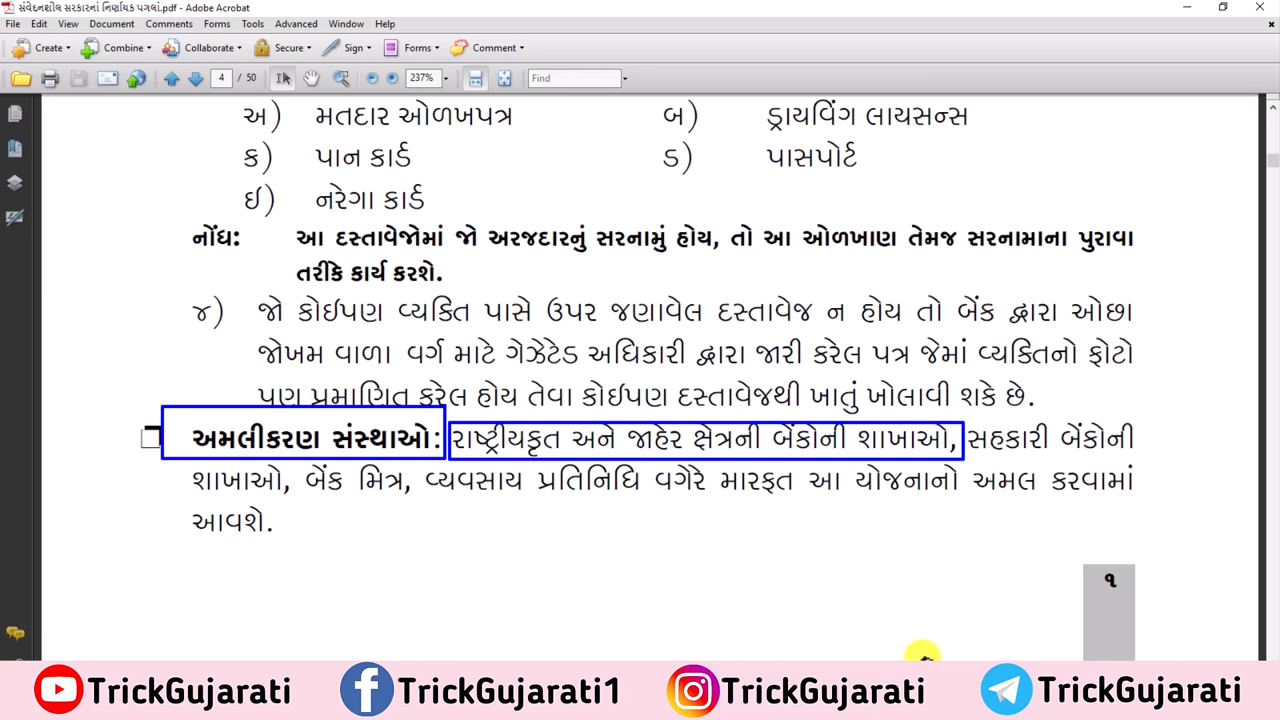 સંવેદનશીલ સરકારનાં નિર્ણાયક પગલાં.pdf - Adobe Acrobat
File Edit View Document Comments Forms Tools Advanced Window Help
Create Combine Collaborate Secure Sign Forms Comment
4 / 50 237% Find
અ) મતદાર ઓળખપત્ર બ) ડ્રાયવિંગ લાયસન્સ
ક) પાન કાર્ડ ડ) પાસપોર્ટ
ઈ) નરેગા કાર્ડ
નોંધ: આ દસ્તાવેજોમાં જો અરજદારનું સરનામું હોય, તો આ ઓળખાણ તેમજ સરનામાના પુરાવા
તરીકે કાર્ય કરશે.
૪) જો કોઈપણ વ્યક્તિ પાસે ઉપર જણાવેલ દસ્તાવેજ ન હોય તો બેંક દ્વારા ઓછા
જોખમ વાળા વર્ગ માટે ગેઝેટેડ અધિકારી દ્વારા જારી કરેલ પત્ર જેમાં વ્યક્તિનો ફોટો
પણ પ્રમાણિત કરેલ હોય તેવા કોઈપણ દસ્તાવેજથી ખાતું ખોલાવી શકે છે.
અમલીકરણ સંસ્થાઓ: રાષ્ટ્રીયકૃત અને જાહેર ક્ષેત્રની બેંકોની શાખાઓ, સહકારી બેંકોની
શાખાઓ, બેંક મિત્ર, વ્યવસાય પ્રતિનિધિ વગેરે મારફત આ યોજનાનો અમલ કરવામાં
આવશે.
૧
TrickGujarati TrickGujarati1 TrickGujarati TrickGujarati